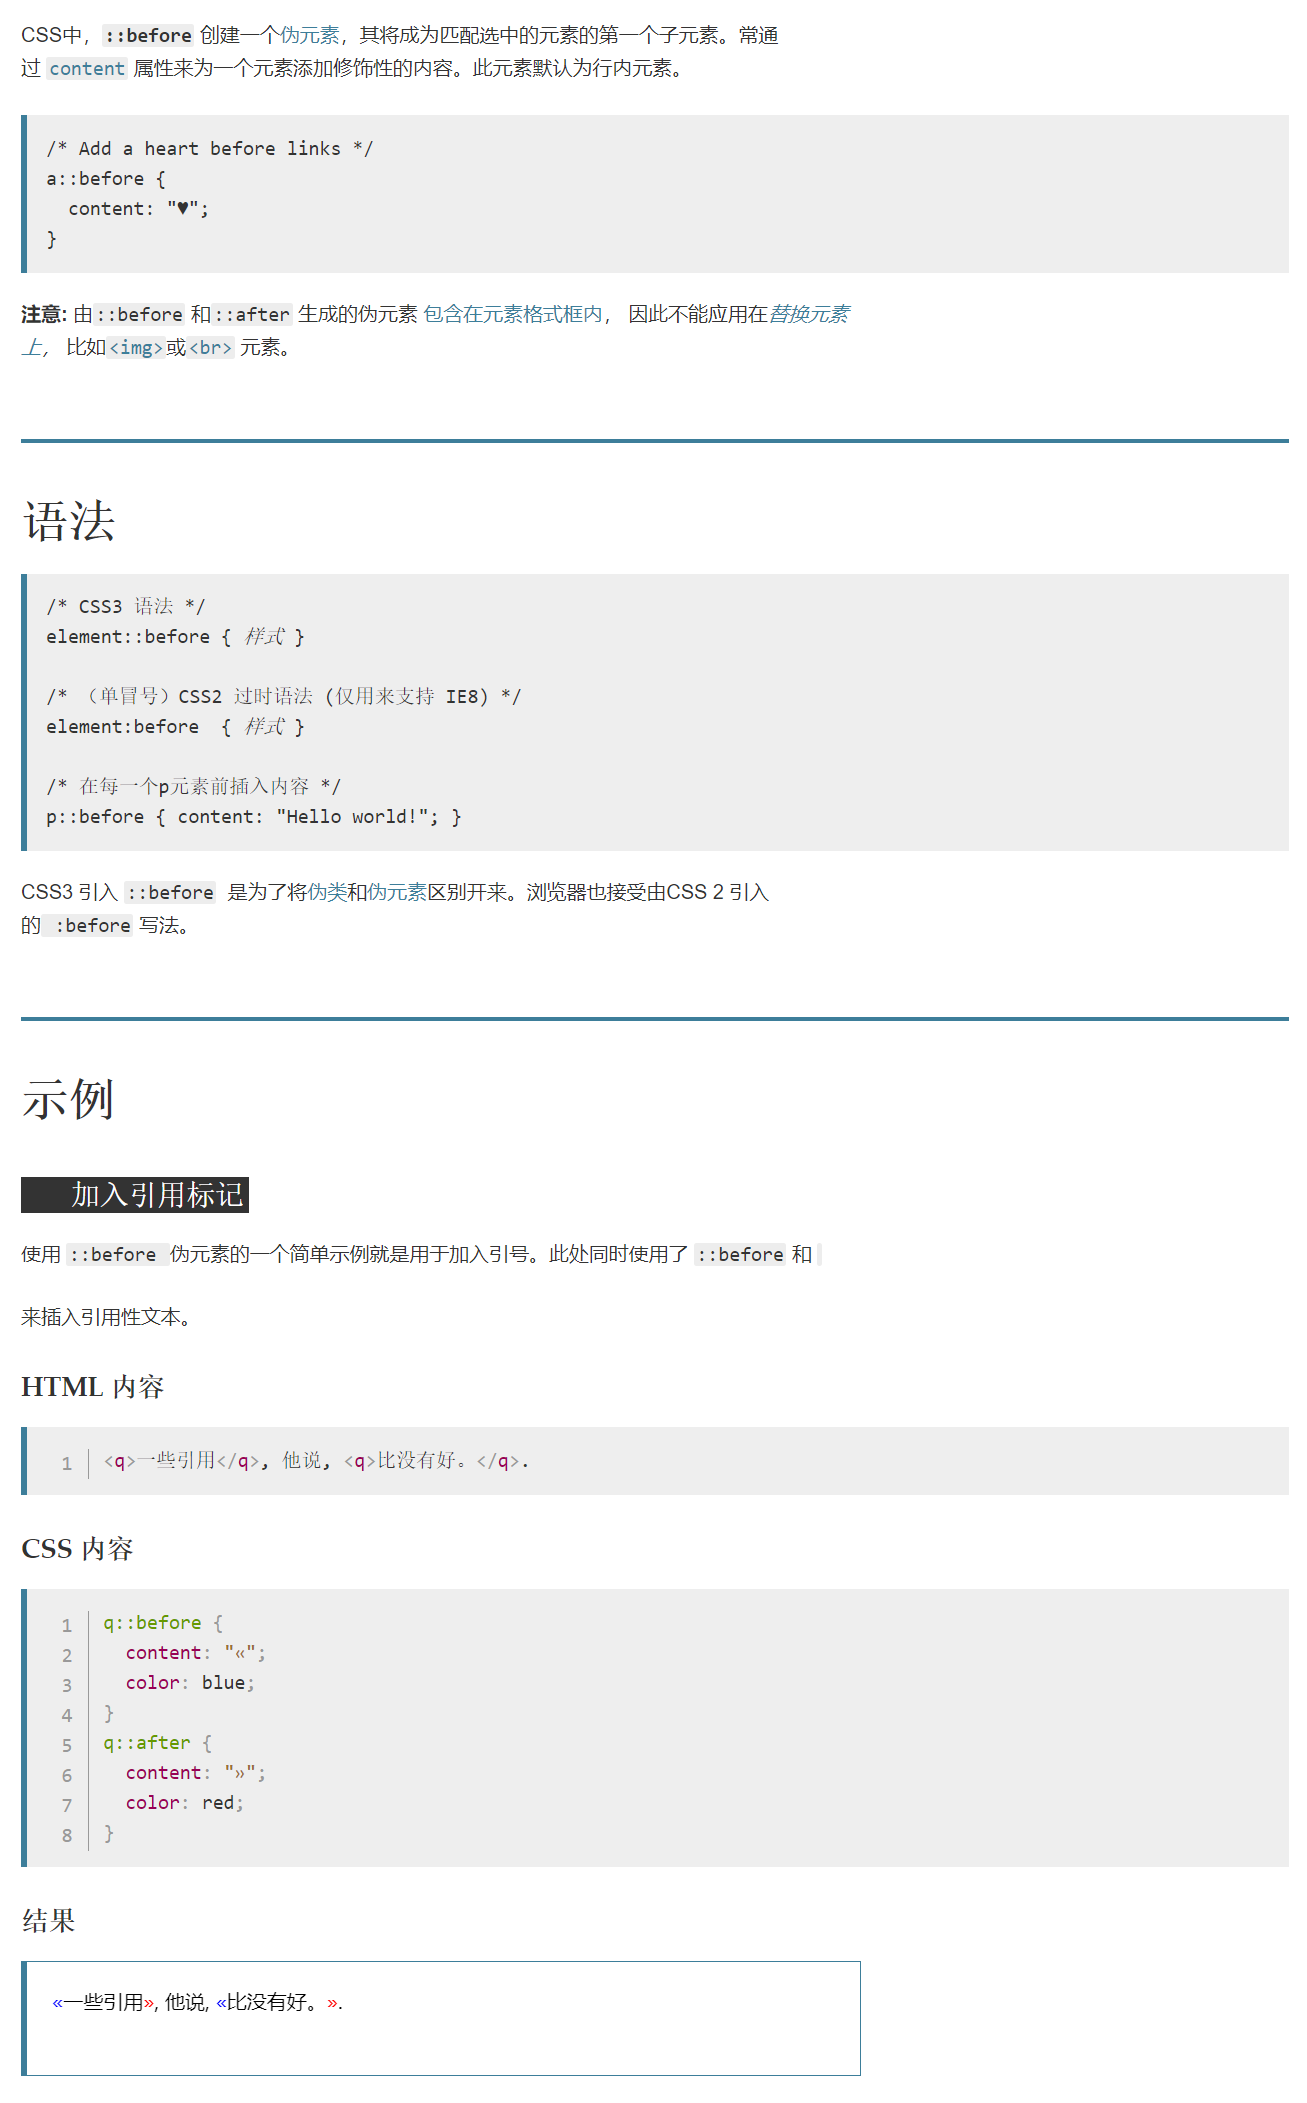 CSS中，::before 创建一个伪元素，其将成为匹配选中的元素的第一个子元素。常通
过 content 属性来为一个元素添加修饰性的内容。此元素默认为行内元素。
/* Add a heart before links */
a::before {
  content: "♥";
}
注意: 由::before 和::after 生成的伪元素 包含在元素格式框内， 因此不能应用在替换元素
上， 比如<img>或<br> 元素。
语法
/* CSS3 语法 */
element::before { 样式 }
/* （单冒号）CSS2 过时语法 (仅用来支持 IE8) */
element:before  { 样式 }
/* 在每一个p元素前插入内容 */
p::before { content: "Hello world!"; }
CSS3 引入 ::before 是为了将伪类和伪元素区别开来。浏览器也接受由CSS 2 引入
的 :before 写法。
示例
加入引用标记
使用 ::before 伪元素的一个简单示例就是用于加入引号。此处同时使用了 ::before 和
来插入引用性文本。
HTML 内容
1 <q>一些引用</q>, 他说, <q>比没有好。</q>.
CSS 内容
1 q::before {
2   content: "«";
3   color: blue;
4 }
5 q::after {
6   content: "»";
7   color: red;
8 }
结果
«一些引用», 他说, «比没有好。».